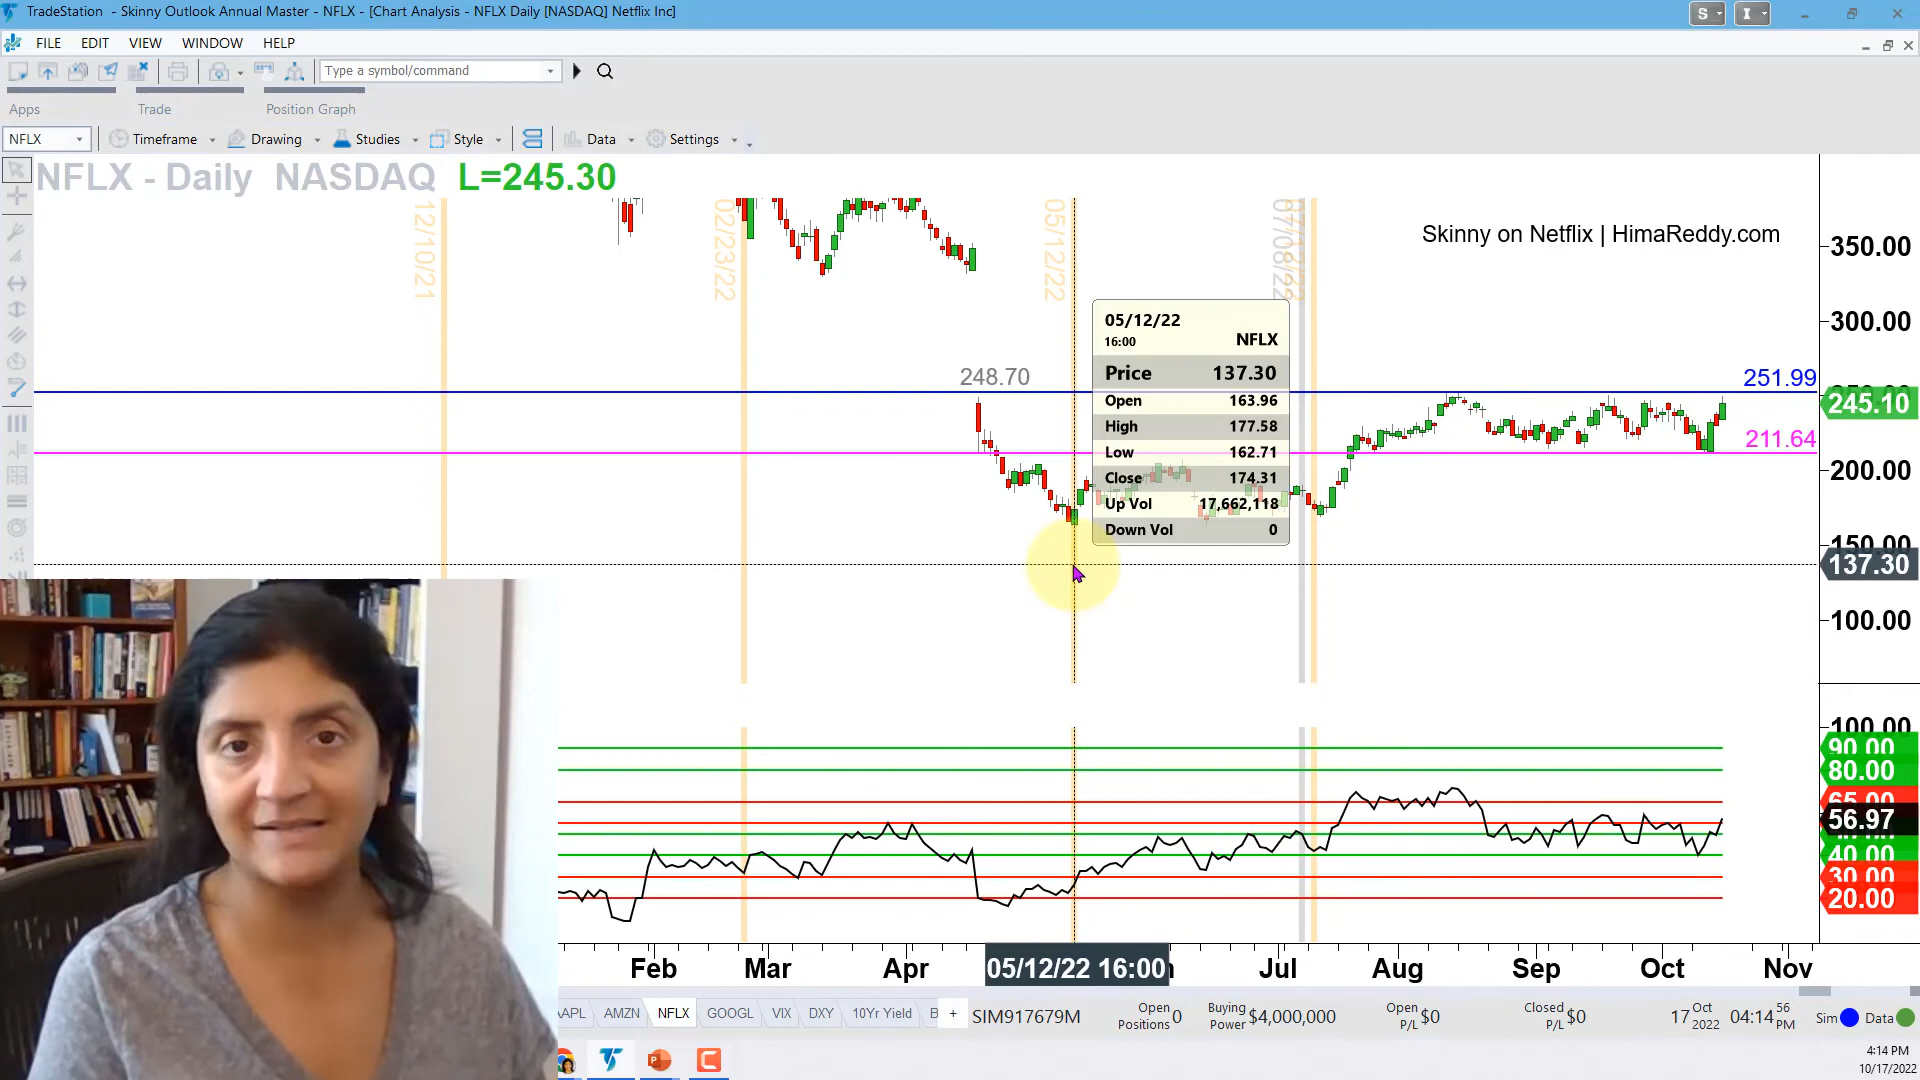 TradeStation - Skinny Outlook Annual Master - NFLX - [Chart Analysis - NFLX Daily [NASDAQ] Netflix Inc]
S
I
FILE EDIT VIEW WINDOW HELP
Type a symbol/command
Apps Trade Position Graph
NFLX Timeframe Drawing Studies Style Data Settings
NFLX - Daily NASDAQ L=245.30
12/10/21
02/23/22
05/12/22
07/08/22
Skinny on Netflix | HimaReddy.com
350.00
05/12/22
16:00 NFLX
300.00
Price 137.30
248.70
251.99
Open 163.96
245.10
High 177.58
211.64
Low 162.71
200.00
Close 174.31
Up Vol 17,662,118
Down Vol 0
150.00
137.30
100.00
100.00
90.00
80.00
65.00
56.97
40.00
30.00
20.00
Feb Mar Apr 05/12/22 16:00 Jul Aug Sep Oct Nov
AAPL AMZN NFLX GOOGL VIX DXY 10Yr Yield B + SIM917679M
Open Positions 0
Buying Power $4,000,000
Open P/L $0
Closed P/L $0
17 Oct 2022
04:14 56 PM
Sim Data
4:14 PM
10/17/2022